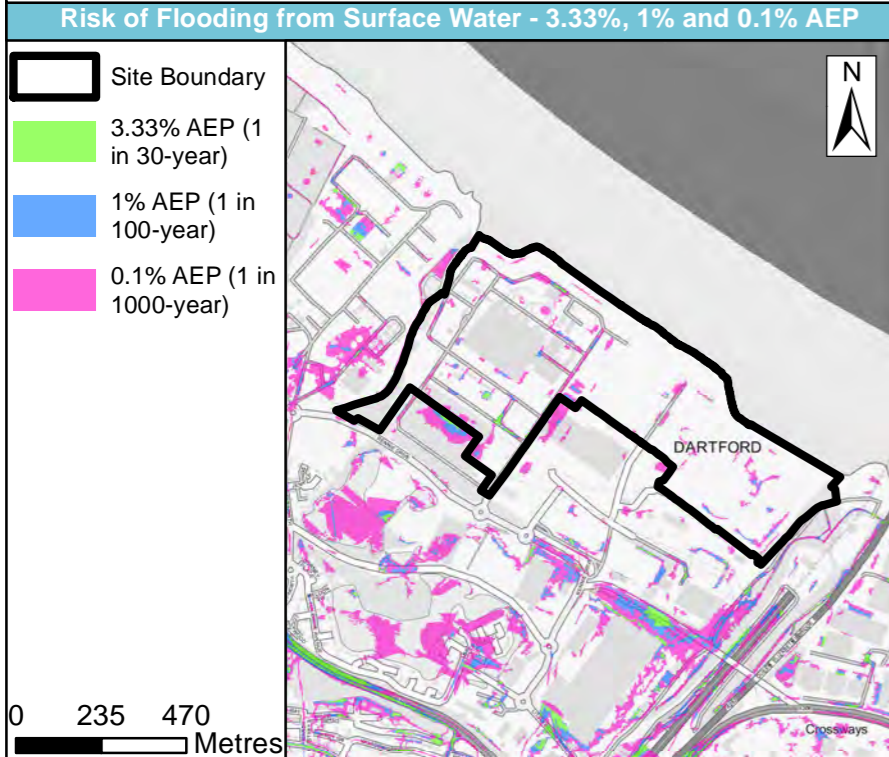 Risk of Flooding from Surface Water - 3.33%, 1% and 0.1% AEP
Site Boundary
3.33% AEP (1
in 30-year)
1% AEP (1 in
100-year)
0.1% AEP (1 in
1000-year)
N
DARTFORD
Crossways
0 235 470
Metres